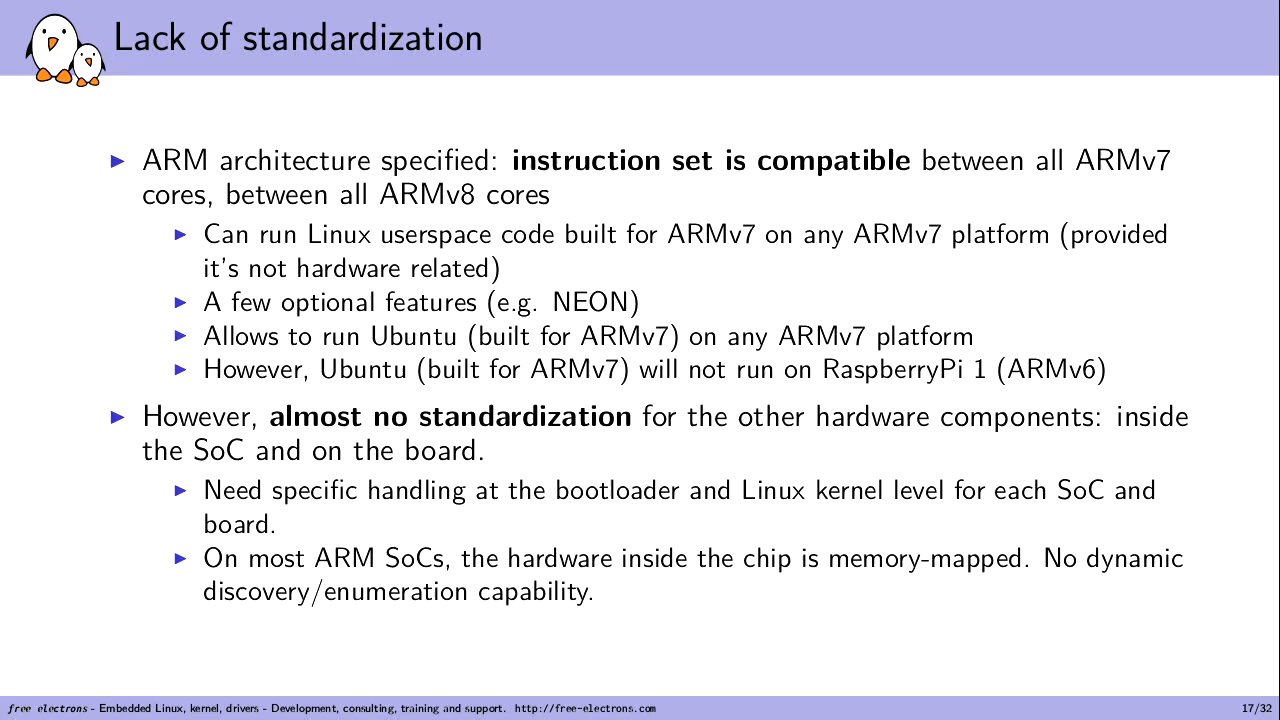 Lack of standardization
▶ ARM architecture specified: instruction set is compatible between all ARMv7
cores, between all ARMv8 cores
▶ Can run Linux userspace code built for ARMv7 on any ARMv7 platform (provided
it's not hardware related)
▶ A few optional features (e.g. NEON)
▶ Allows to run Ubuntu (built for ARMv7) on any ARMv7 platform
▶ However, Ubuntu (built for ARMv7) will not run on RaspberryPi 1 (ARMv6)
▶ However, almost no standardization for the other hardware components: inside
the SoC and on the board.
▶ Need specific handling at the bootloader and Linux kernel level for each SoC and
board.
▶ On most ARM SoCs, the hardware inside the chip is memory-mapped. No dynamic
discovery/enumeration capability.
free electrons - Embedded Linux, kernel, drivers - Development, consulting, training and support. http://free-electrons.com 17/32